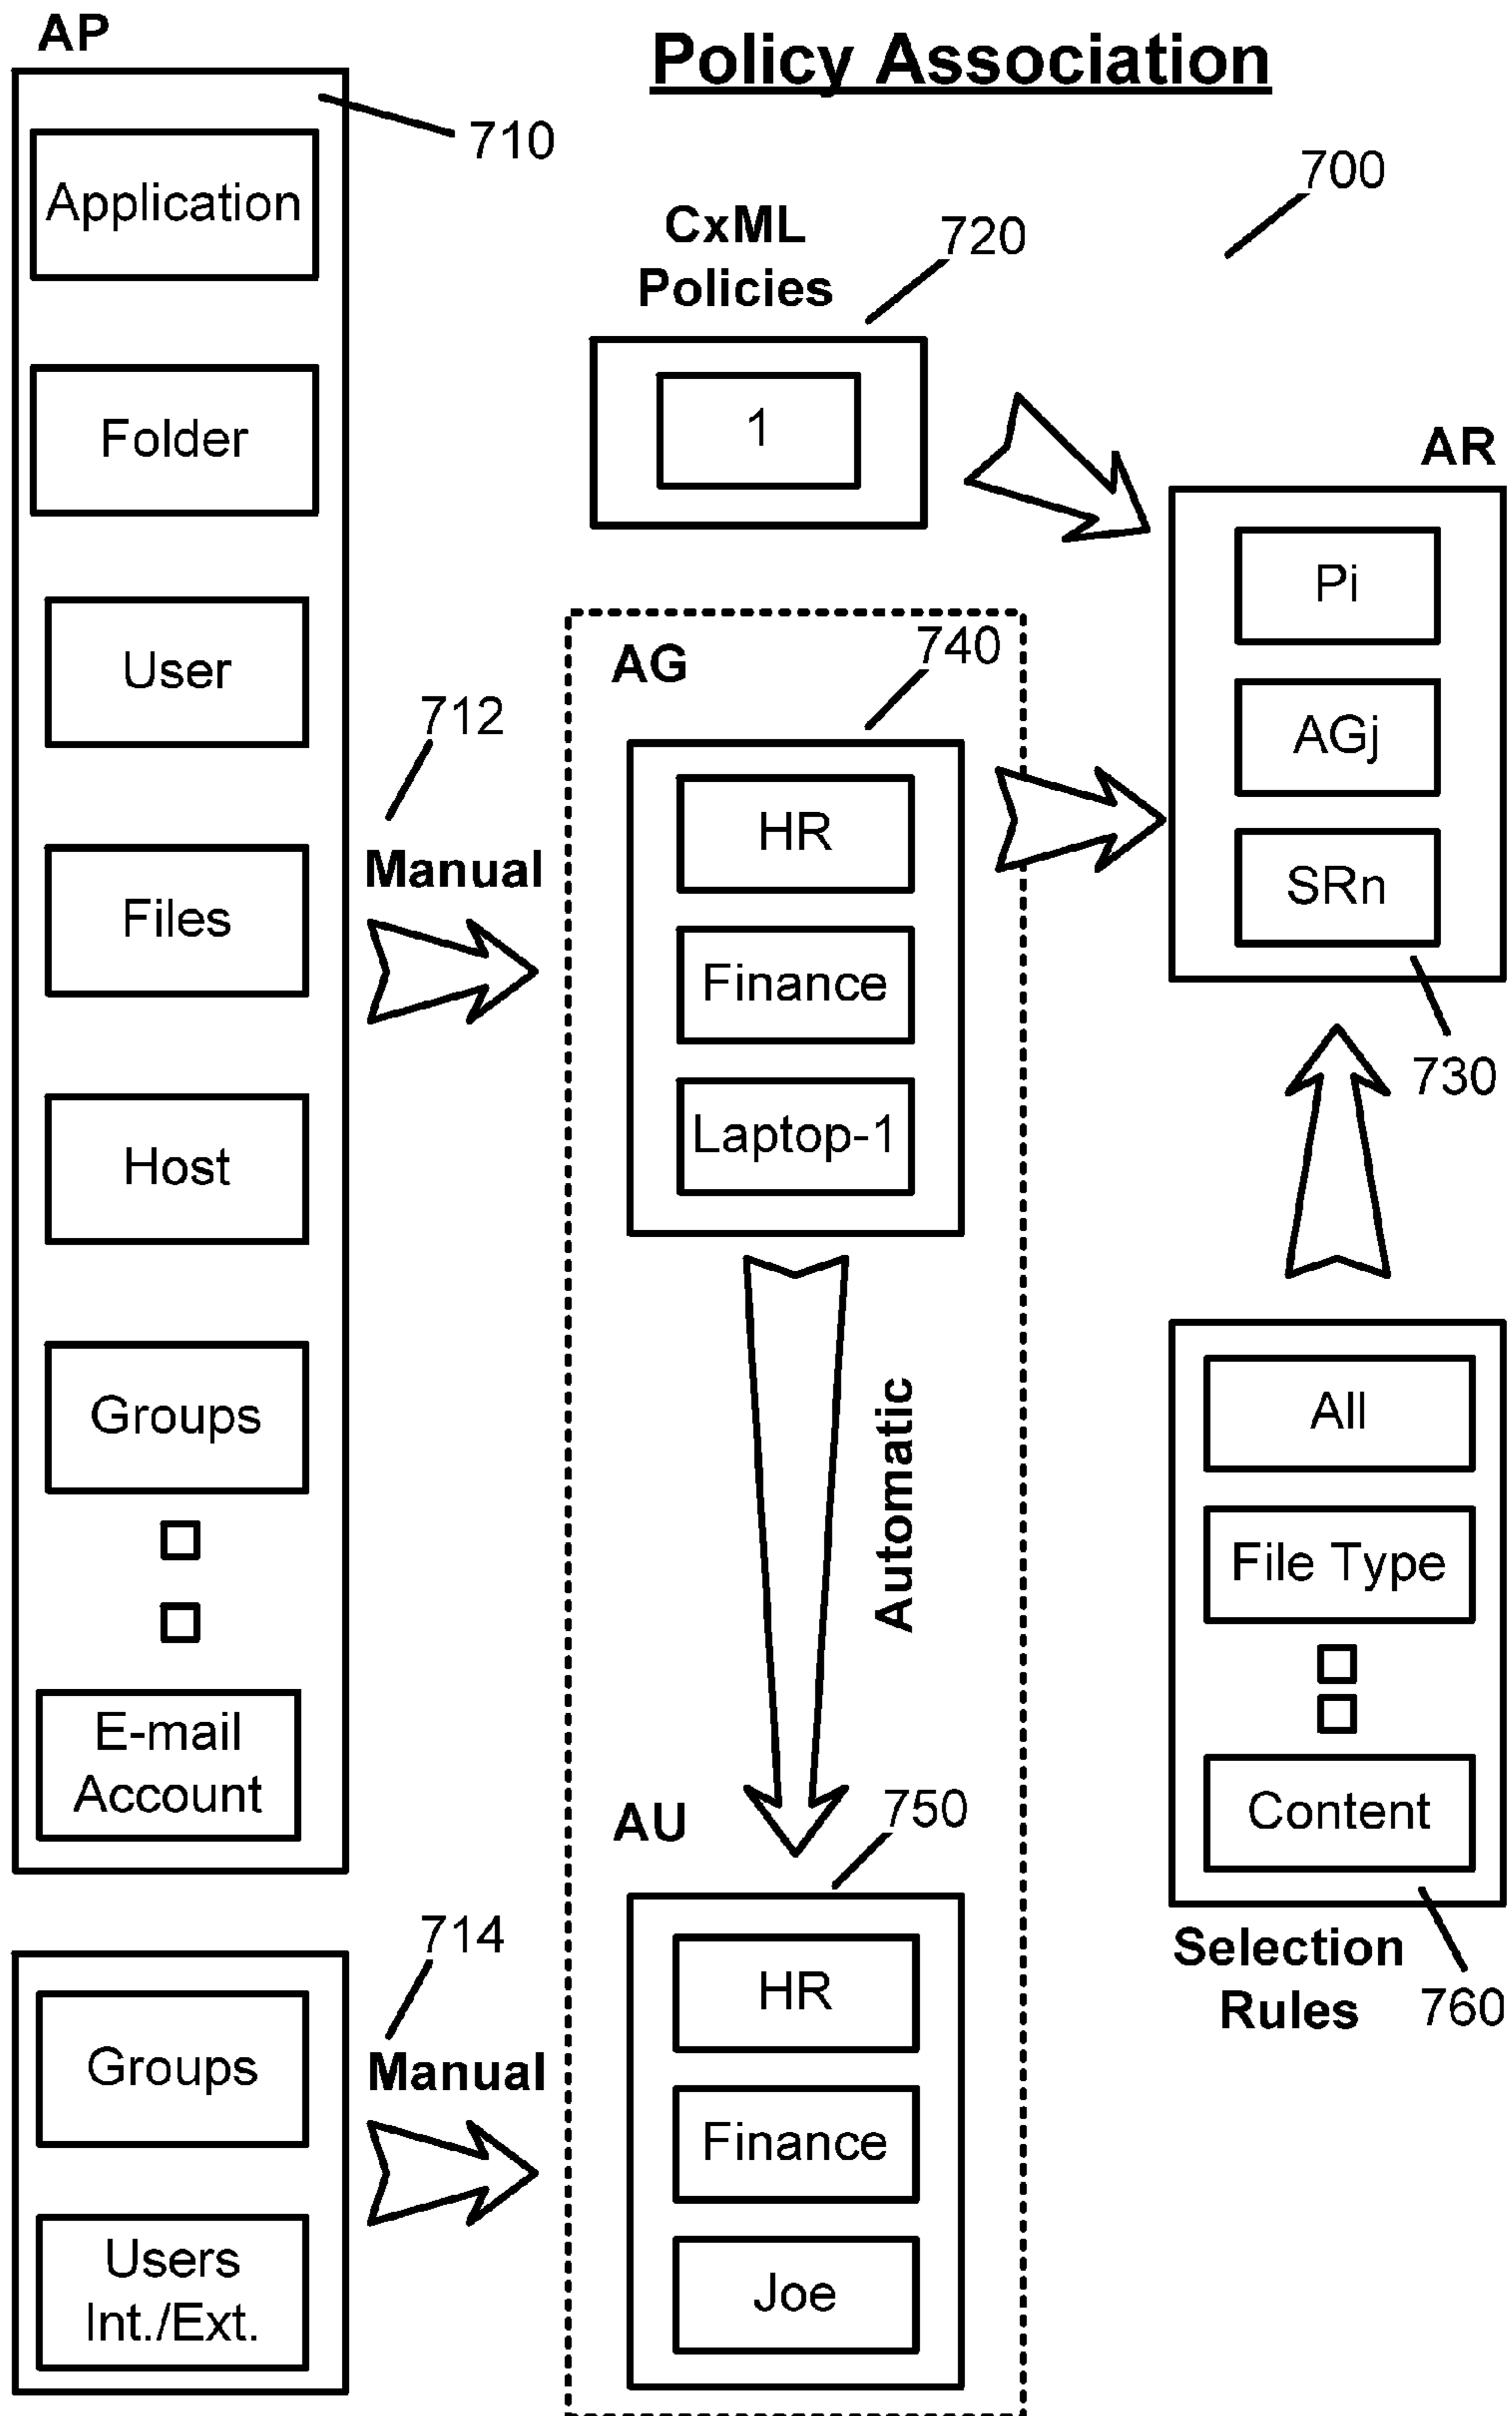 AP
Policy Association
710
Application
700
CxML
Policies
720
Folder
1
AR
Pi
User
AG
740
AGj
712
HR
SRn
Files
Manual
Finance
730
Host
Laptop-1
Groups
Automatic
All
File Type
E-mail
Account
AU
750
Content
714
Selection
Rules
760
HR
Groups
Manual
Finance
Users
Int./Ext.
Joe